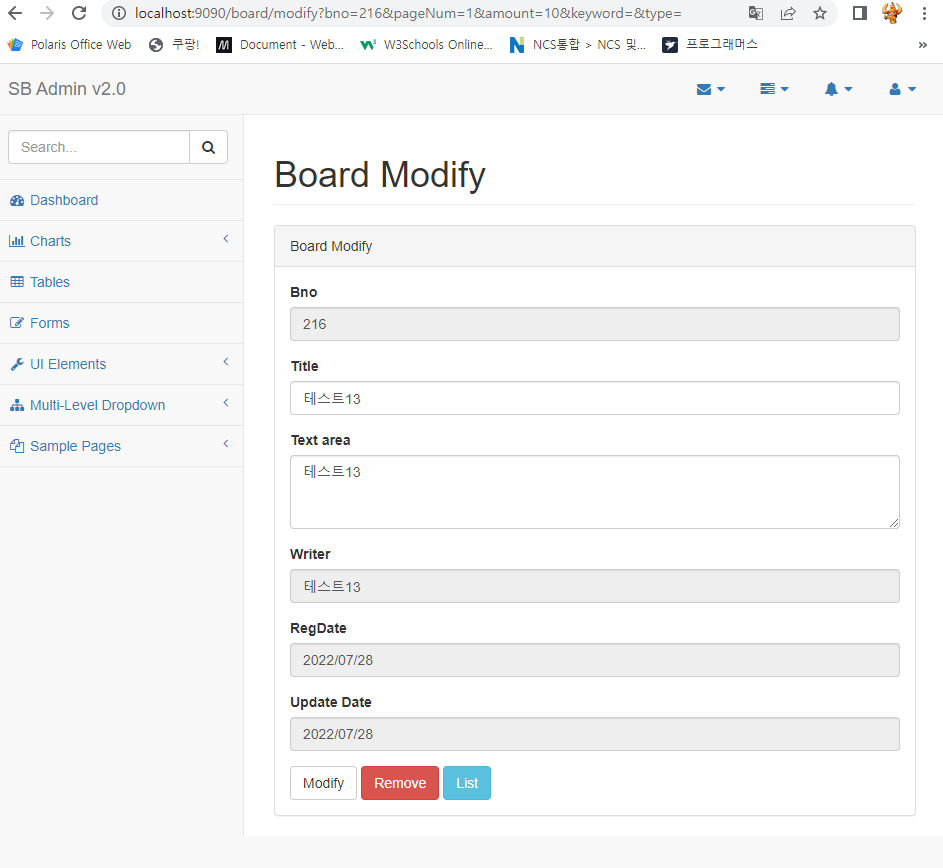 localhost:9090/board/modify?bno=216&pageNum=1&amount=10&keyword=&type=
Polaris Office Web 쿠팡! Document - Web... W3Schools Online... NCS통합 > NCS 및... 프로그래머스 »
SB Admin v2.0
Search...
Dashboard
Charts
Tables
Forms
UI Elements
Multi-Level Dropdown
Sample Pages
Board Modify
Board Modify
Bno
216
Title
테스트13
Text area
테스트13
Writer
테스트13
RegDate
2022/07/28
Update Date
2022/07/28
Modify Remove List